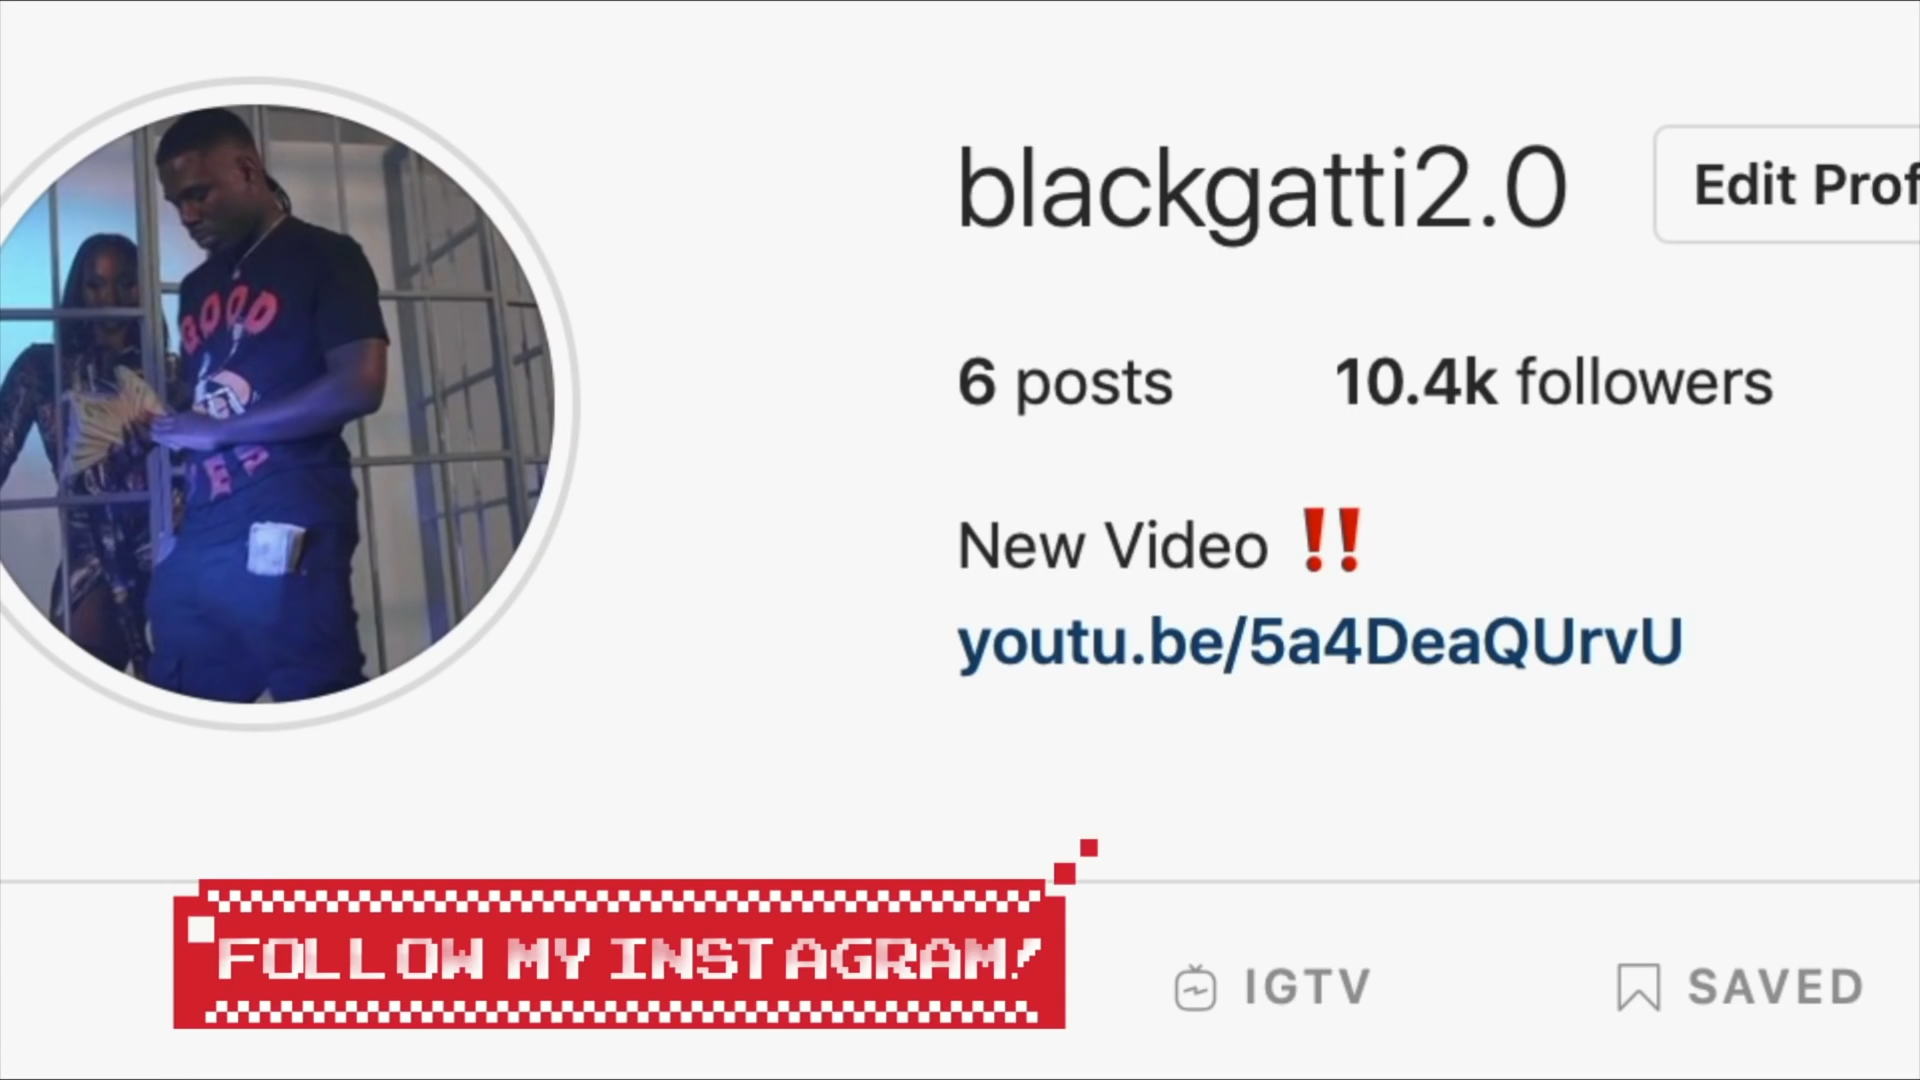 blackgatti2.0
Edit Prof
6 posts
10.4k followers
New Video ‼️
youtu.be/5a4DeaQUrvU
GOOD
FOLLOW MY INSTAGRAM!
IGTV
SAVED